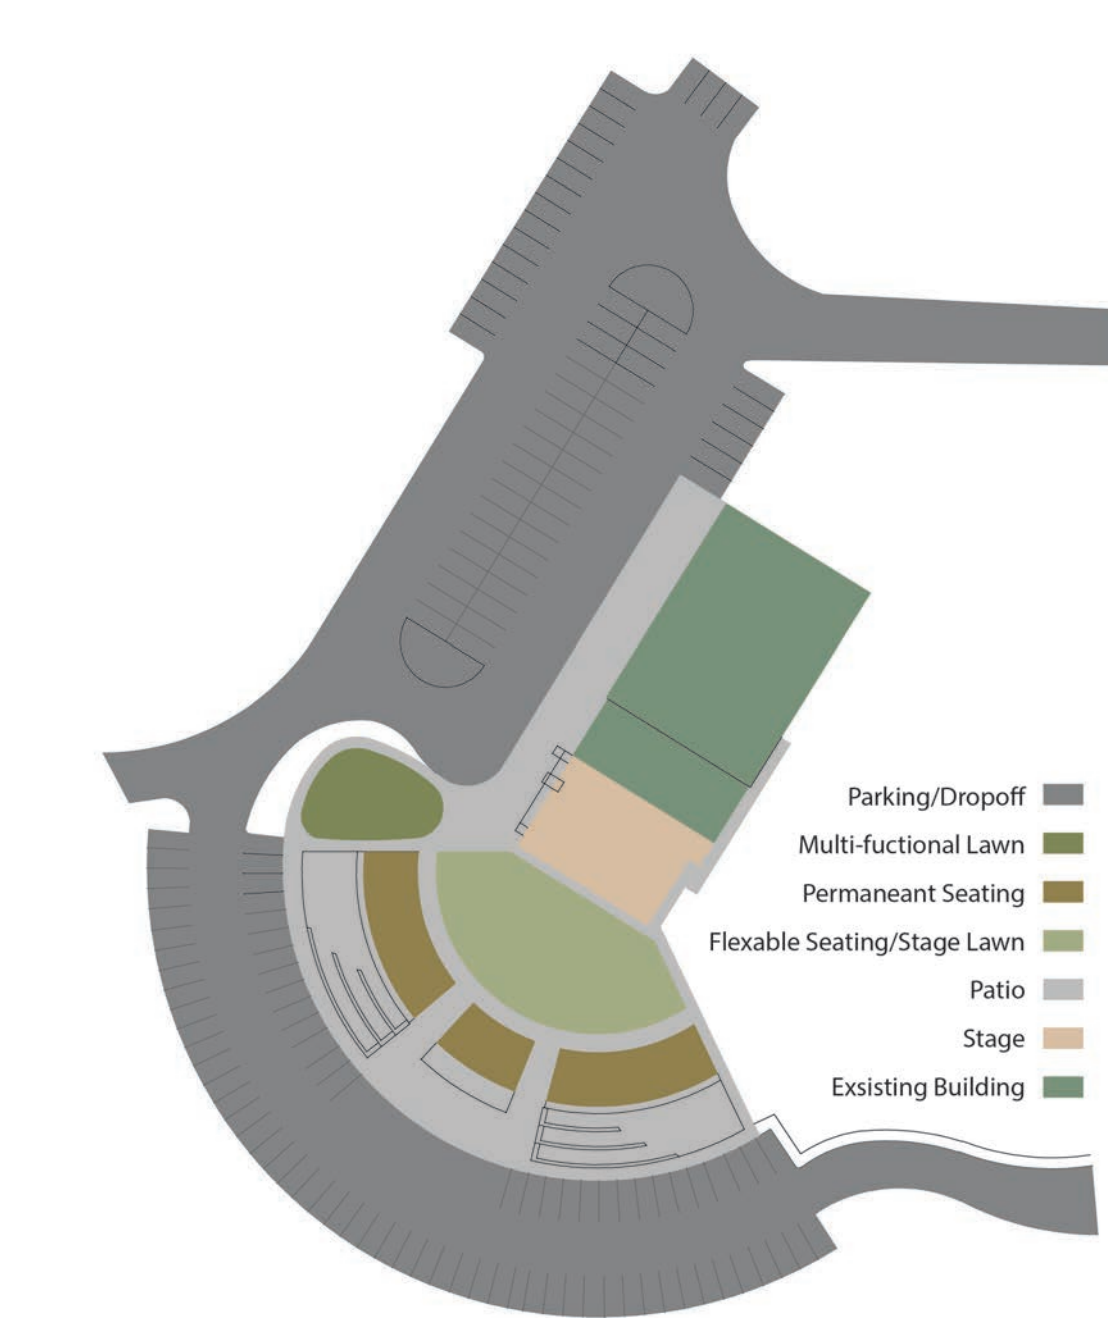 Parking/Dropoff
Multi-fuctional Lawn
Permaneant Seating
Flexable Seating/Stage Lawn
Patio
Stage
Exsisting Building